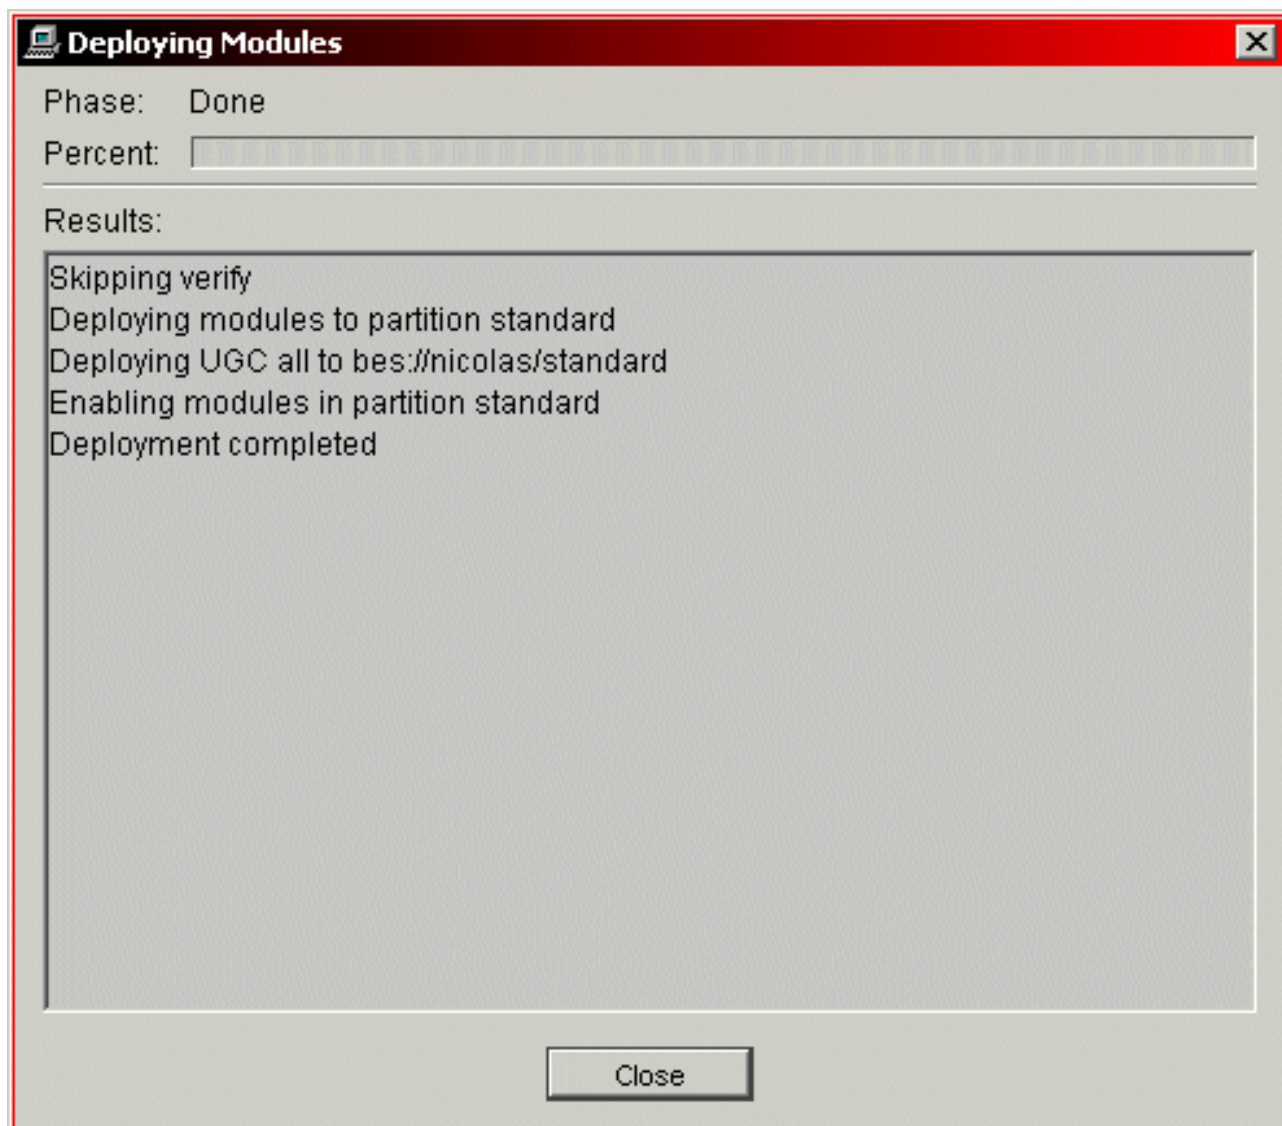 Deploying Modules
Phase: Done
Percent:
Results:
Skipping verify
Deploying modules to partition standard
Deploying UGC all to bes://nicolas/standard
Enabling modules in partition standard
Deployment completed
Close